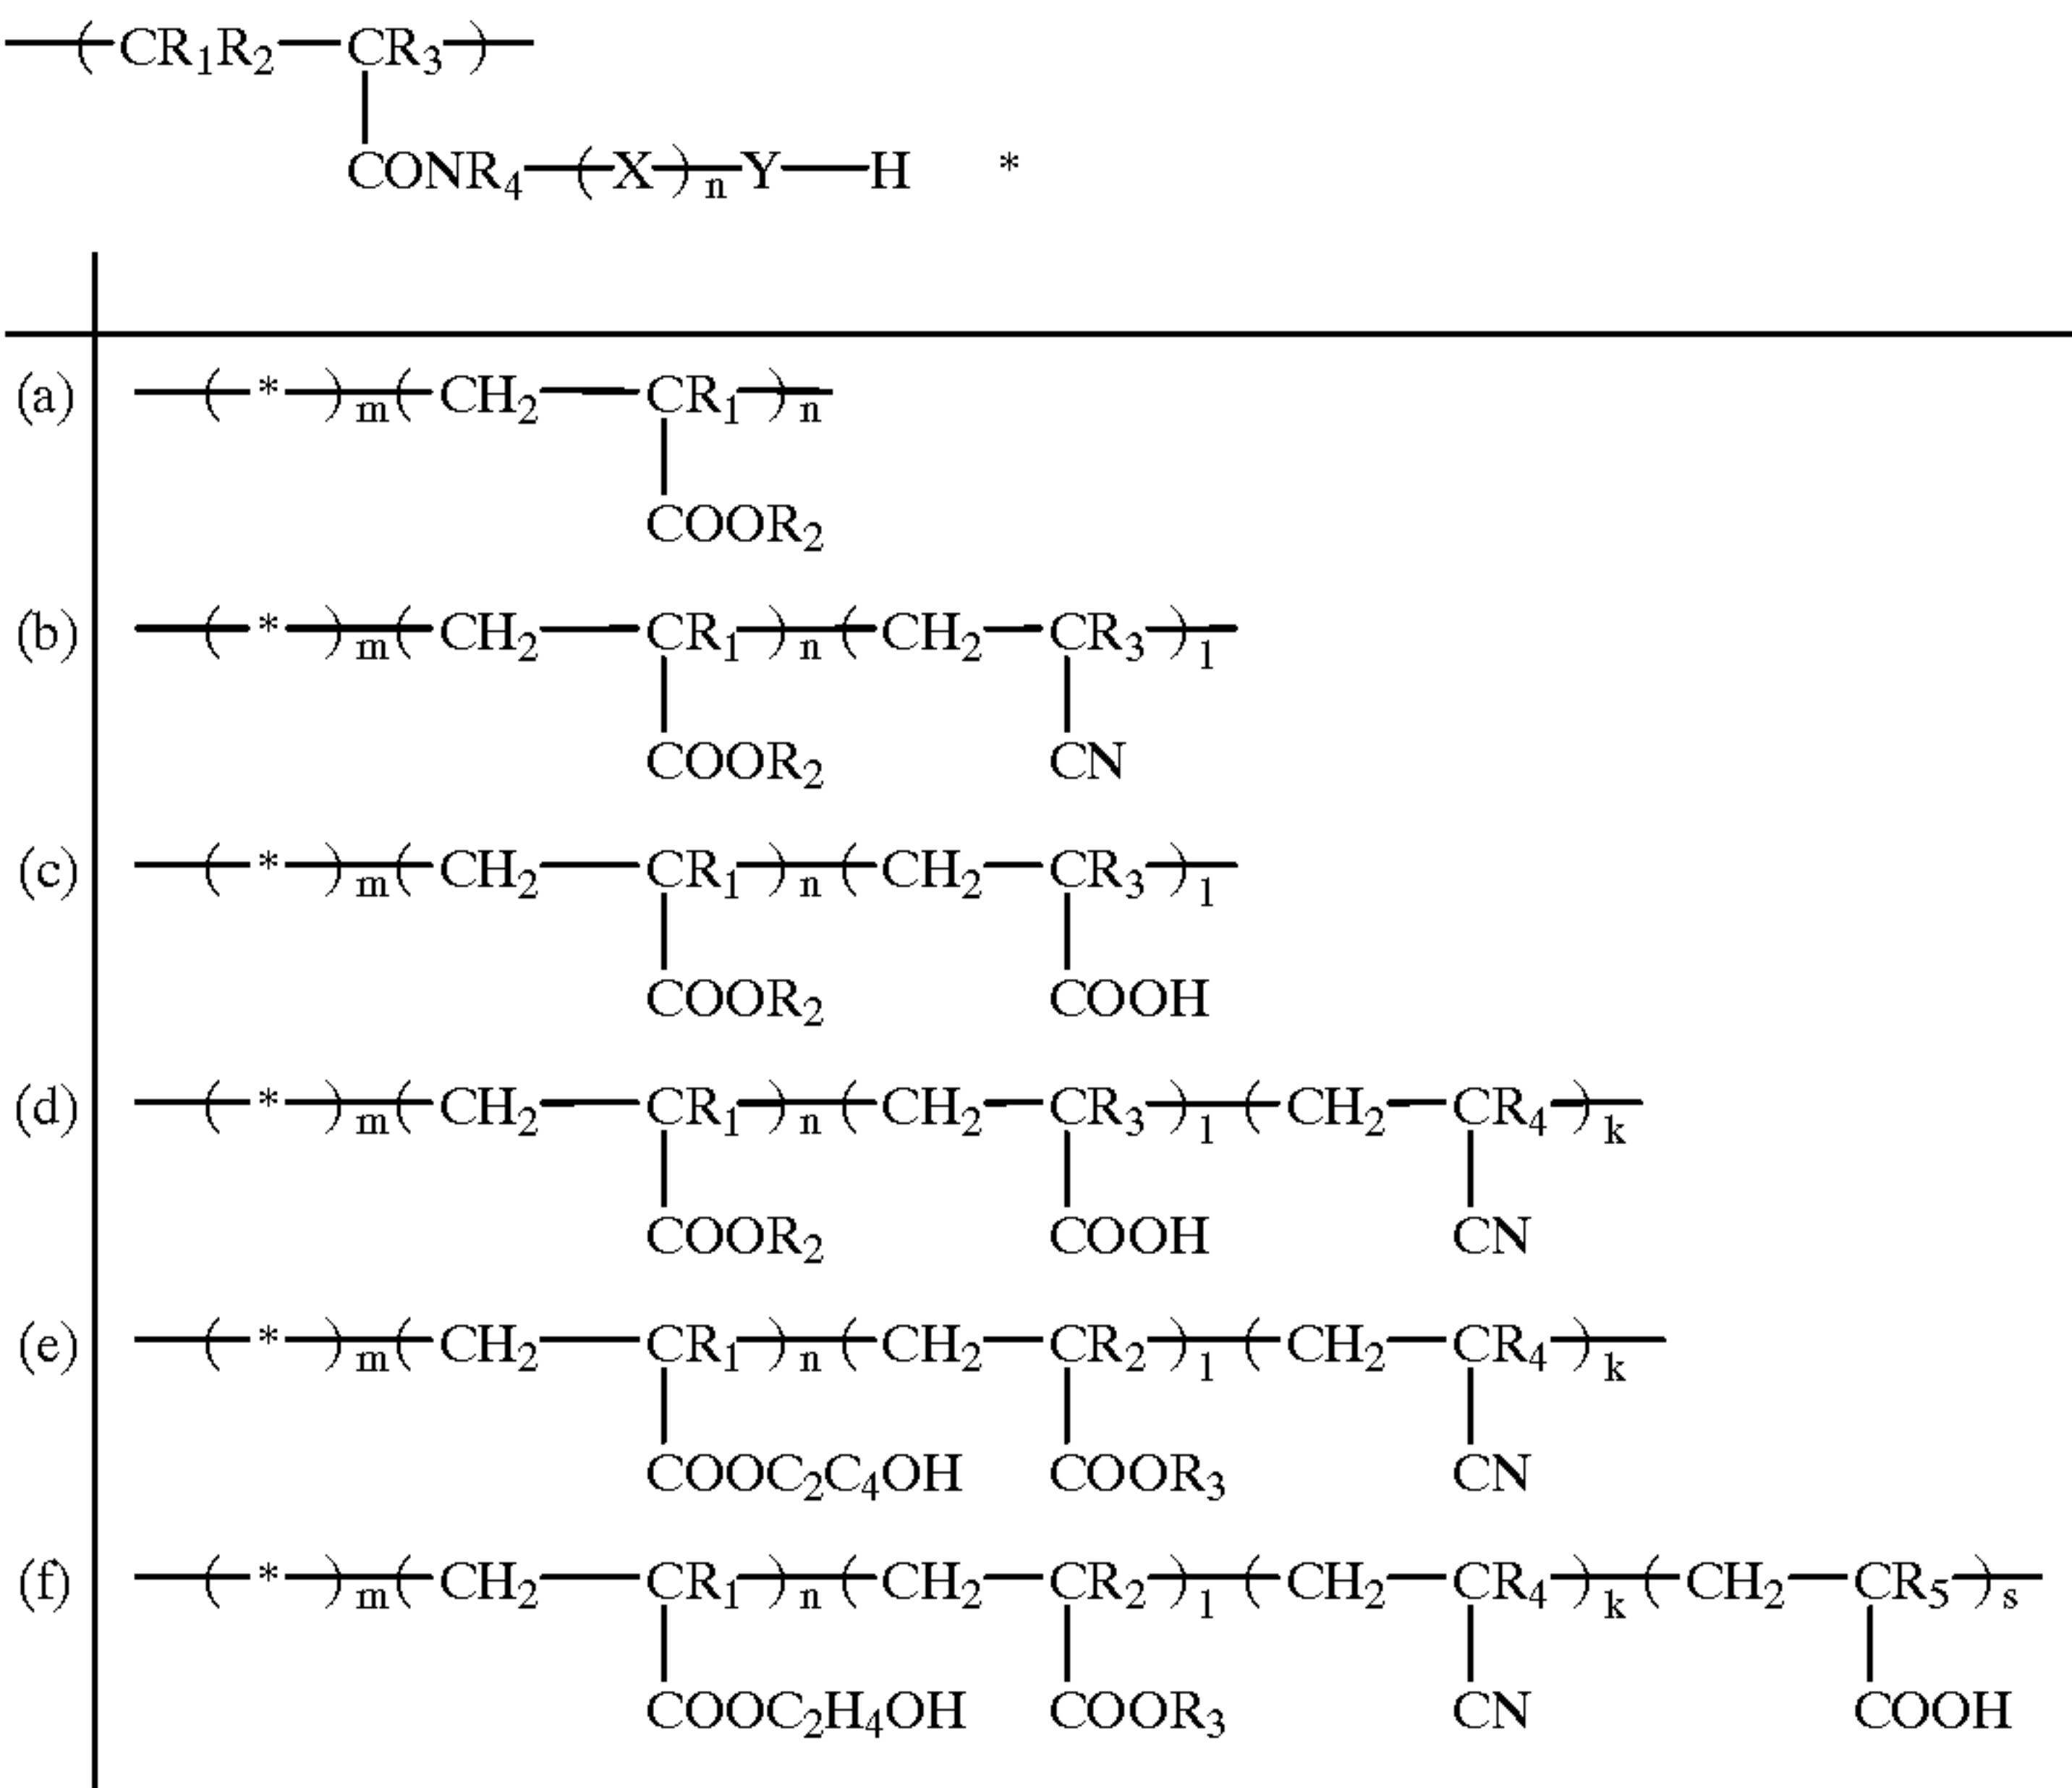 —( CR₁R₂—CR₃ )—
CONR₄—( X )ₙ Y—H *
(a) —( * )ₘ( CH₂—CR₁ )ₙ—
COOR₂
(b) —( * )ₘ( CH₂—CR₁ )ₙ( CH₂—CR₃ )₁—
COOR₂ CN
(c) —( * )ₘ( CH₂—CR₁ )ₙ( CH₂—CR₃ )₁—
COOR₂ COOH
(d) —( * )ₘ( CH₂—CR₁ )ₙ( CH₂—CR₃ )₁( CH₂—CR₄ )ₖ—
COOR₂ COOH CN
(e) —( * )ₘ( CH₂—CR₁ )ₙ( CH₂—CR₂ )₁( CH₂—CR₄ )ₖ—
COOC₂C₄OH COOR₃ CN
(f) —( * )ₘ( CH₂—CR₁ )ₙ( CH₂—CR₂ )₁( CH₂—CR₄ )ₖ( CH₂—CR₅ )ₛ—
COOC₂H₄OH COOR₃ CN COOH